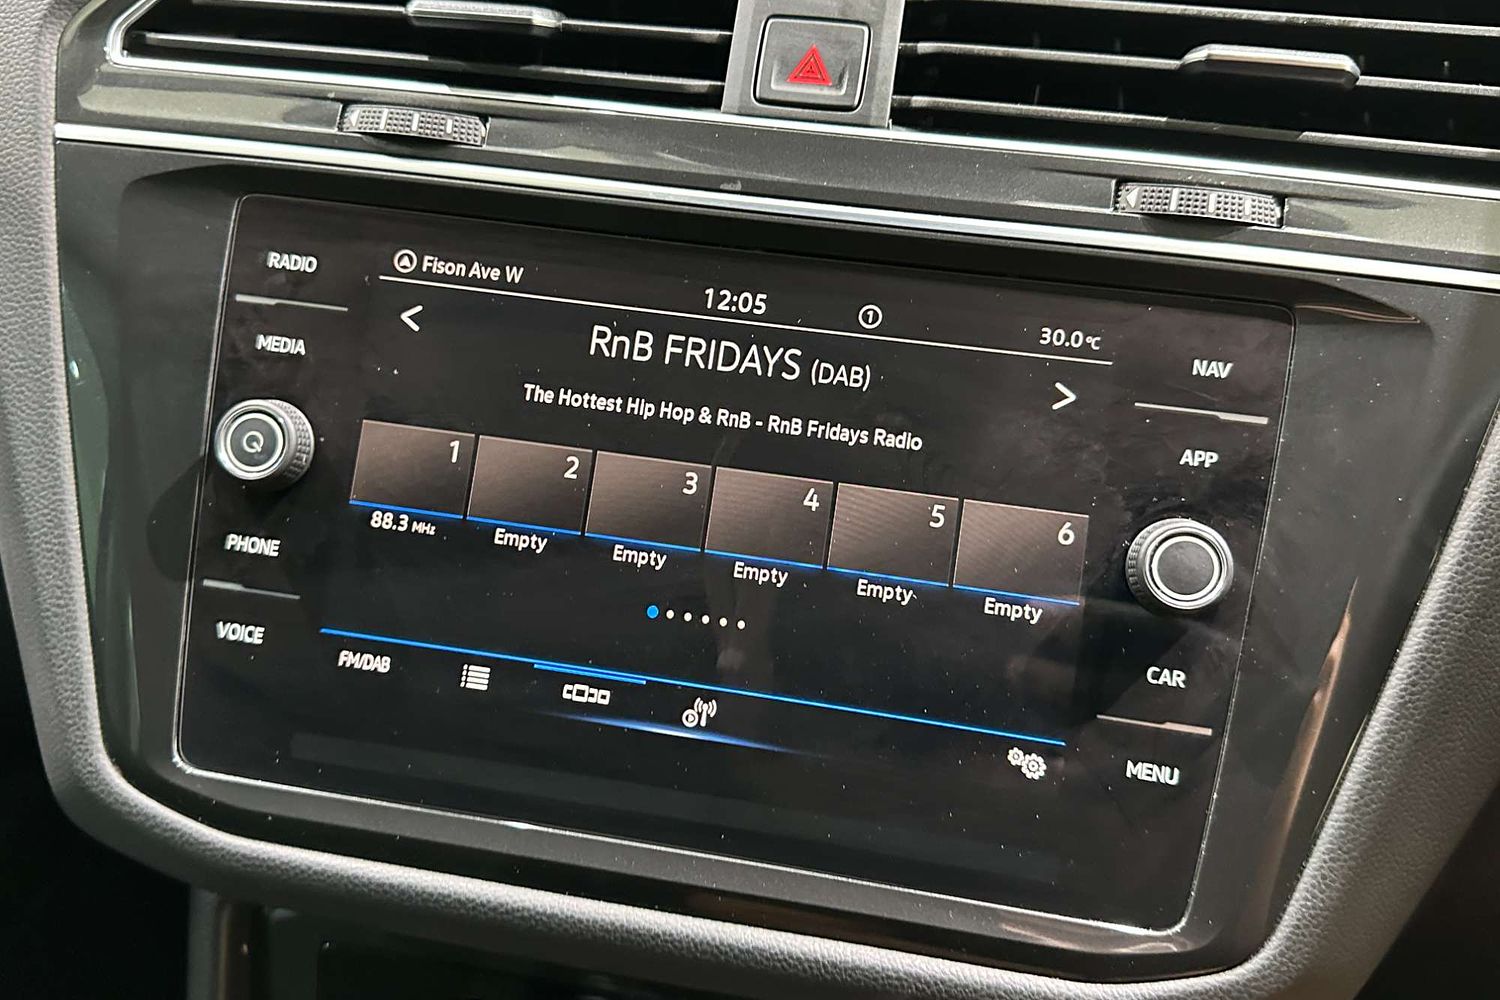 RADIO
MEDIA
PHONE
VOICE
Fison Ave W
12:05
1
30.0°C
< RnB FRIDAYS (DAB) >
The Hottest Hip Hop & RnB - RnB Fridays Radio
1 2 3 4 5 6
88.3 MHz Empty Empty Empty Empty Empty
FM/DAB
NAV
APP
CAR
MENU